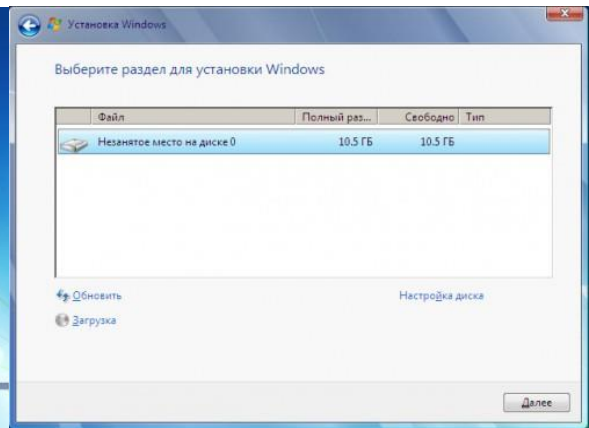 Установка Windows
Выберите раздел для установки Windows
Файл Полный раз... Свободно Тип
Незанятое место на диске 0 10.5 ГБ 10.5 ГБ
Обновить Настройка диска
Загрузка
Далее